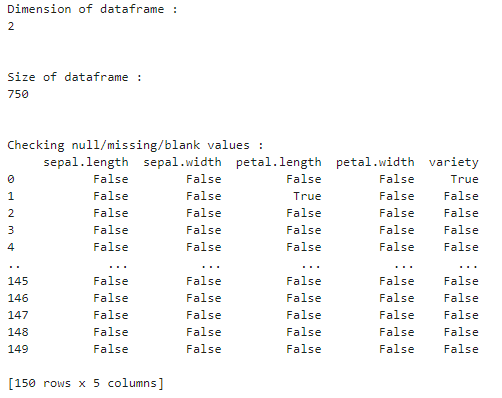 Dimension of dataframe :
2
Size of dataframe :
750
Checking null/missing/blank values :
sepal.length sepal.width petal.length petal.width variety
0 False False False False True
1 False False True False False
2 False False False False False
3 False False False False False
4 False False False False False
.. ... ... ... ... ...
145 False False False False False
146 False False False False False
147 False False False False False
148 False False False False False
149 False False False False False
[150 rows x 5 columns]